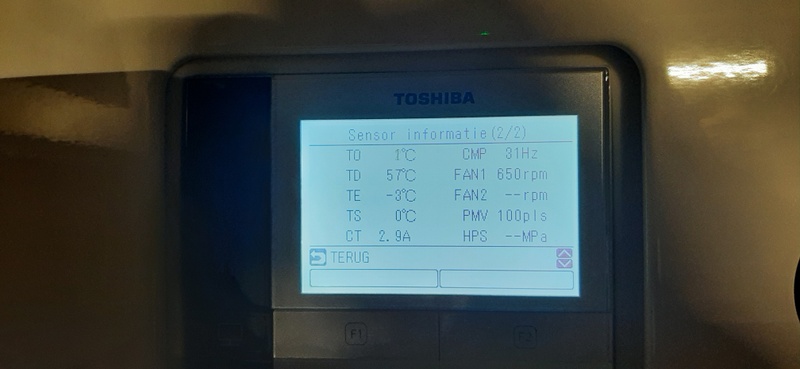 TOSHIBA
Sensor informatie(2/2)
TO 1℃ CMP 31Hz
TD 57℃ FAN1 650rpm
TE -3℃ FAN2 --rpm
TS 0℃ PMV 100pls
CT 2.9A HPS --MPa
TERUG
F1